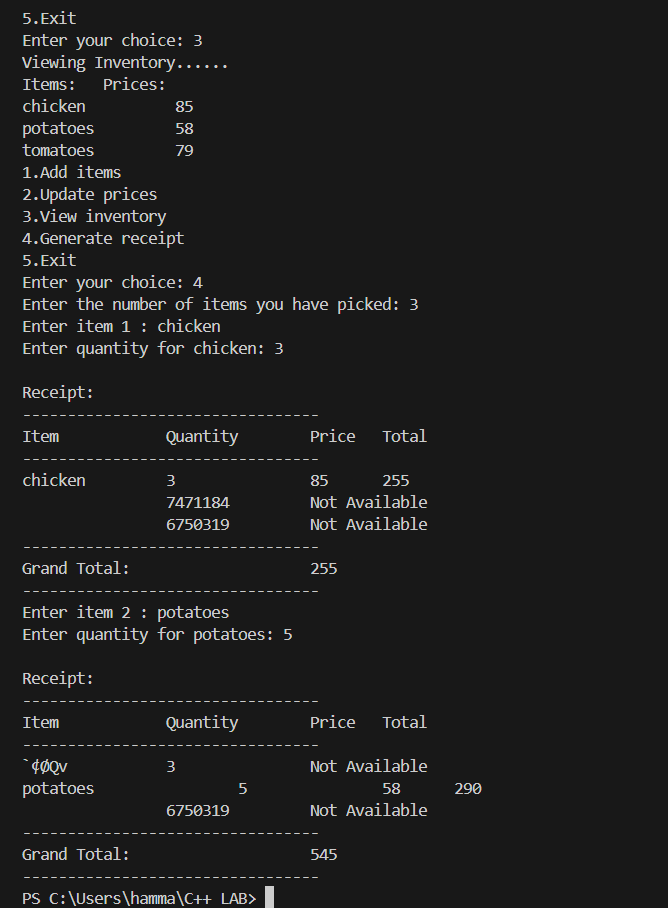 5.Exit
Enter your choice: 3
Viewing Inventory......
Items:   Prices:
chicken          85
potatoes         58
tomatoes         79
1.Add items
2.Update prices
3.View inventory
4.Generate receipt
5.Exit
Enter your choice: 4
Enter the number of items you have picked: 3
Enter item 1 : chicken
Enter quantity for chicken: 3

Receipt:
---------------------------------
Item            Quantity        Price   Total
---------------------------------
chicken         3               85      255
                7471184         Not Available
                6750319         Not Available
---------------------------------
Grand Total:                    255
---------------------------------
Enter item 2 : potatoes
Enter quantity for potatoes: 5

Receipt:
---------------------------------
Item            Quantity        Price   Total
---------------------------------
`¢ØQv           3               Not Available
potatoes                5               58      290
                6750319         Not Available
---------------------------------
Grand Total:                    545
---------------------------------
PS C:\Users\hamma\C++ LAB>